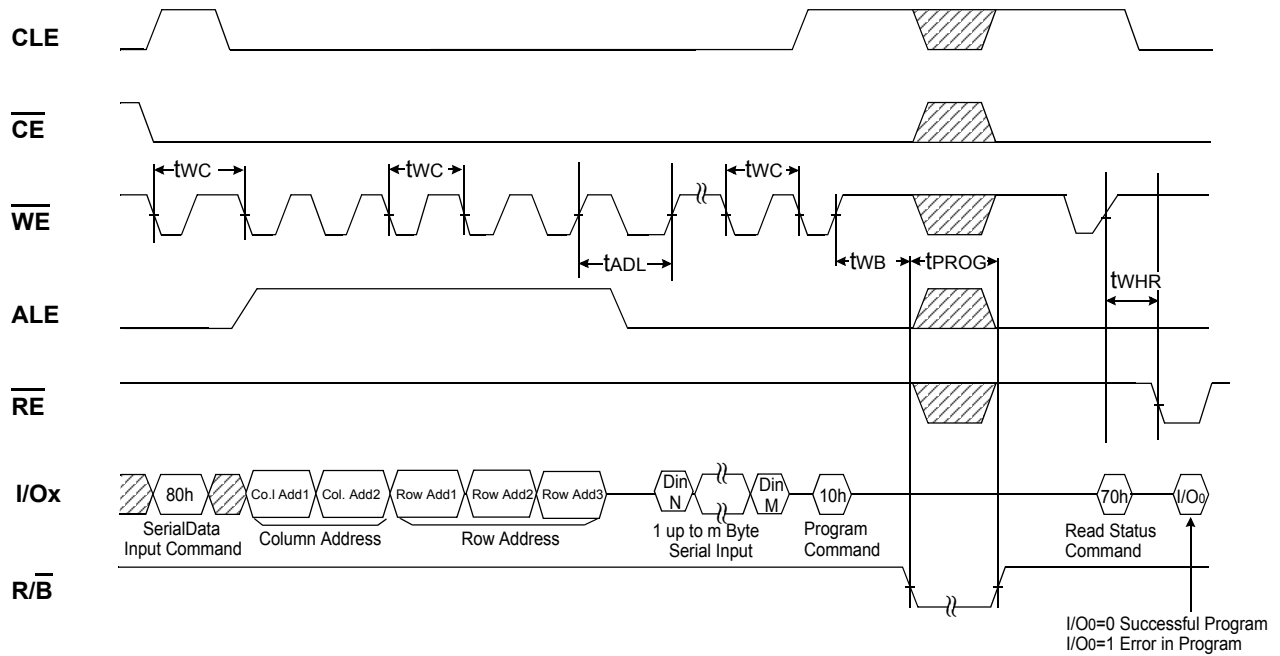 CLE
CE
tWC
tWC
tWC
WE
tADL
tWB
tPROG
tWHR
ALE
RE
I/Ox
80h
Co.l Add1
Col. Add2
Row Add1
Row Add2
Row Add3
Din
N
Din
M
10h
70h
I/O0
SerialData
Input Command
Column Address
Row Address
1 up to m Byte
Serial Input
Program
Command
Read Status
Command
R/B
I/O0=0 Successful Program
I/O0=1 Error in Program